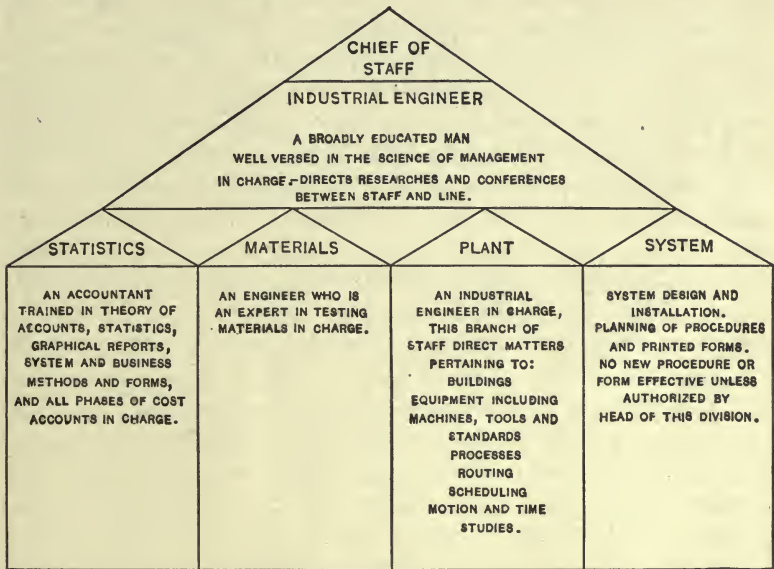 CHIEF OF
STAFF
INDUSTRIAL ENGINEER
A BROADLY EDUCATED MAN
WELL VERSED IN THE SCIENCE OF MANAGEMENT
IN CHARGE.-DIRECTS RESEARCHES AND CONFERENCES
BETWEEN STAFF AND LINE.
STATISTICS
AN ACCOUNTANT
TRAINED IN THEORY OF
ACCOUNTS, STATISTICS,
GRAPHICAL REPORTS,
SYSTEM AND BUSINESS
METHODS AND FORMS,
AND ALL PHASES OF COST
ACCOUNTS IN CHARGE.
MATERIALS
AN ENGINEER WHO IS
AN EXPERT IN TESTING
MATERIALS IN CHARGE.
PLANT
AN INDUSTRIAL
ENGINEER IN CHARGE,
THIS BRANCH OF
STAFF DIRECT MATTERS
PERTAINING TO:
BUILDINGS
EQUIPMENT INCLUDING
MACHINES, TOOLS AND
STANDARDS
PROCESSES
ROUTING
SCHEDULING
MOTION AND TIME
STUDIES.
SYSTEM
SYSTEM DESIGN AND
INSTALLATION.
PLANNING OF PROCEDURES
AND PRINTED FORMS.
NO NEW PROCEDURE OR
FORM EFFECTIVE UNLESS
AUTHORIZED BY
HEAD OF THIS DIVISION.